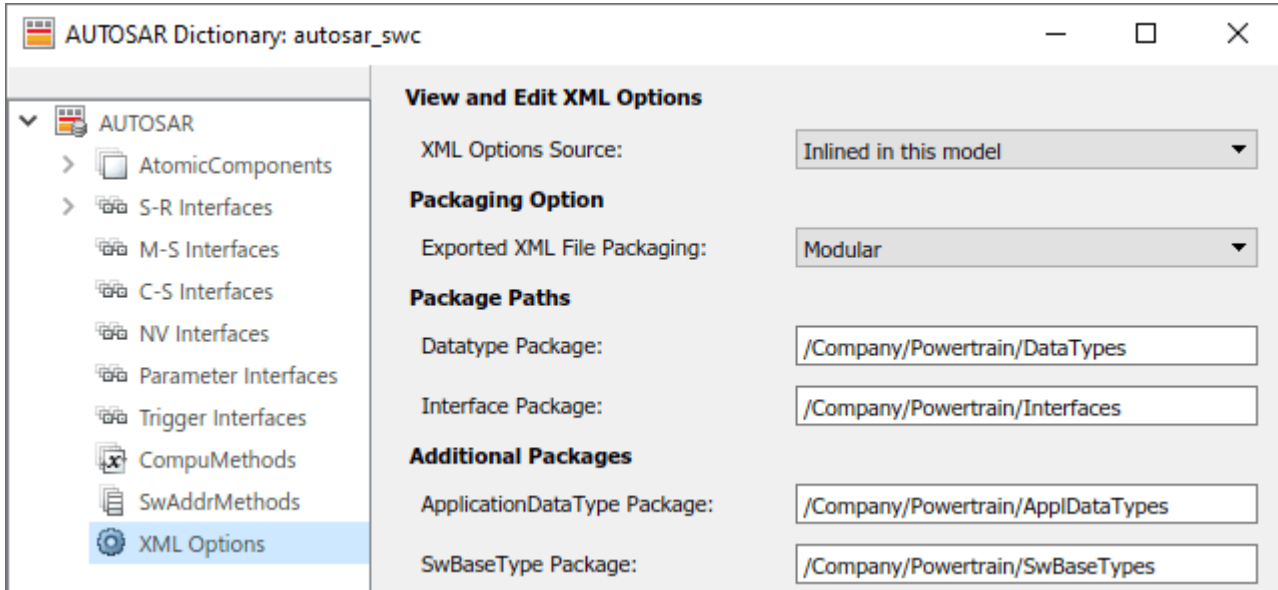 AUTOSAR Dictionary: autosar_swc
AUTOSAR
AtomicComponents
S-R Interfaces
M-S Interfaces
C-S Interfaces
NV Interfaces
Parameter Interfaces
Trigger Interfaces
CompuMethods
SwAddrMethods
XML Options
View and Edit XML Options
XML Options Source: Inlined in this model
Packaging Option
Exported XML File Packaging: Modular
Package Paths
Datatype Package: /Company/Powertrain/DataTypes
Interface Package: /Company/Powertrain/Interfaces
Additional Packages
ApplicationDataType Package: /Company/Powertrain/ApplDataTypes
SwBaseType Package: /Company/Powertrain/SwBaseTypes